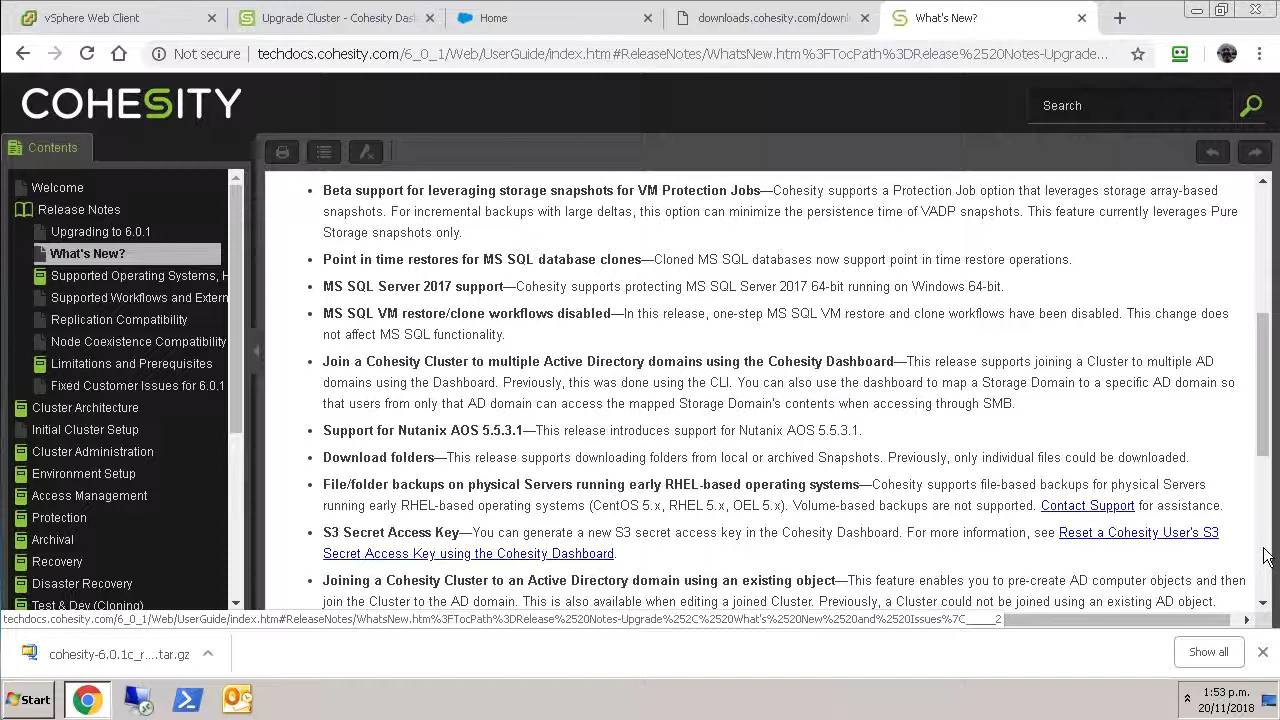 vSphere Web Client
Upgrade Cluster - Cohesity Das
Home
downloads.cohesity.com/downl
What's New?
Not secure
techdocs.cohesity.com/6_0_1/Web/UserGuide/index.htm#ReleaseNotes/WhatsNew.htm%3FTocPath%3DRelease%2520Notes-Upgrade...
COHESITY
Search
Contents
Welcome
Release Notes
Upgrading to 6.0.1
What's New?
Supported Operating Systems, H
Supported Workflows and Extern
Replication Compatibility
Node Coexistence Compatibility
Limitations and Prerequisites
Fixed Customer Issues for 6.0.1
Cluster Architecture
Initial Cluster Setup
Cluster Administration
Environment Setup
Access Management
Protection
Archival
Recovery
Disaster Recovery
Test & Dev (Cloning)
• Beta support for leveraging storage snapshots for VM Protection Jobs—Cohesity supports a Protection Job option that leverages storage array-based
snapshots. For incremental backups with large deltas, this option can minimize the persistence time of VADP snapshots. This feature currently leverages Pure
Storage snapshots only.
• Point in time restores for MS SQL database clones—Cloned MS SQL databases now support point in time restore operations.
• MS SQL Server 2017 support—Cohesity supports protecting MS SQL Server 2017 64-bit running on Windows 64-bit.
• MS SQL VM restore/clone workflows disabled—In this release, one-step MS SQL VM restore and clone workflows have been disabled. This change does
not affect MS SQL functionality.
• Join a Cohesity Cluster to multiple Active Directory domains using the Cohesity Dashboard—This release supports joining a Cluster to multiple AD
domains using the Dashboard. Previously, this was done using the CLI. You can also use the dashboard to map a Storage Domain to a specific AD domain so
that users from only that AD domain can access the mapped Storage Domain's contents when accessing through SMB.
• Support for Nutanix AOS 5.5.3.1—This release introduces support for Nutanix AOS 5.5.3.1.
• Download folders—This release supports downloading folders from local or archived Snapshots. Previously, only individual files could be downloaded.
• File/folder backups on physical Servers running early RHEL-based operating systems—Cohesity supports file-based backups for physical Servers
running early RHEL-based operating systems (CentOS 5.x, RHEL 5.x, OEL 5.x). Volume-based backups are not supported. Contact Support for assistance.
• S3 Secret Access Key—You can generate a new S3 secret access key in the Cohesity Dashboard. For more information, see Reset a Cohesity User's S3
Secret Access Key using the Cohesity Dashboard.
• Joining a Cohesity Cluster to an Active Directory domain using an existing object—This feature enables you to pre-create AD computer objects and then
join the Cluster to the AD domain. This is also available when editing a joined Cluster. Previously, a Cluster could not be joined using an existing AD object.
techdocs.cohesity.com/6_0_1/Web/UserGuide/index.htm#ReleaseNotes/WhatsNew.htm%3FTocPath%3DRelease%2520Notes-Upgrade%252C%2520What's%2520New%2520and%2520Issues%7C_____2
cohesity-6.0.1c_r....tar.gz
Show all
Start
1:53 p.m.
20/11/2018